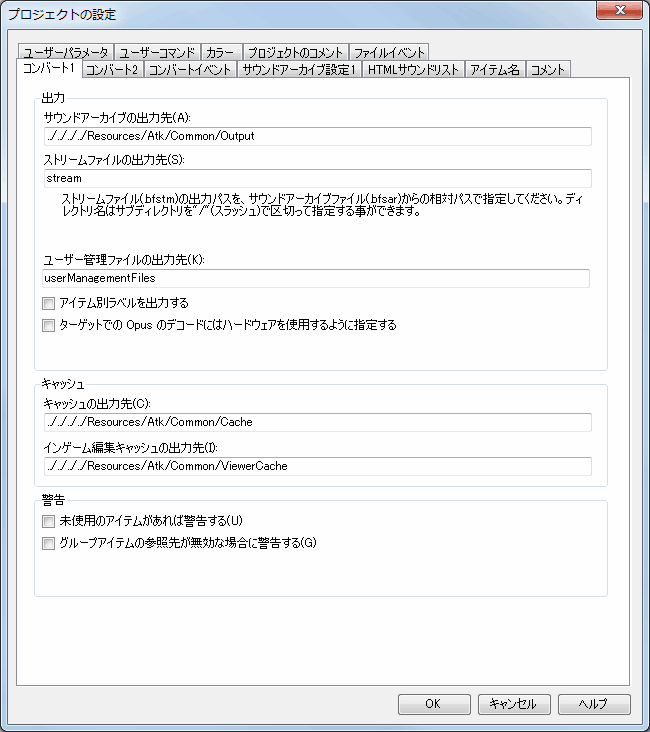 プロジェクトの設定
ユーザーパラメータ ユーザーコマンド カラー プロジェクトのコメント ファイルイベント
コンバート1 コンバート2 コンバートイベント サウンドアーカイブ設定1 HTMLサウンドリスト アイテム名 コメント
出力
サウンドアーカイブの出力先(A):
././././Resources/Atk/Common/Output
ストリームファイルの出力先(S):
stream
ストリームファイル(.bfstm)の出力パスを、サウンドアーカイブファイル(.bfsar)からの相対パスで指定してください。ディ
レクトリ名はサブディレクトリを"/"(スラッシュ)で区切って指定する事ができます。
ユーザー管理ファイルの出力先(K):
userManagementFiles
アイテム別ラベルを出力する
ターゲットでの Opus のデコードにはハードウェアを使用するように指定する
キャッシュ
キャッシュの出力先(C):
././././Resources/Atk/Common/Cache
インゲーム編集キャッシュの出力先(I):
././././Resources/Atk/Common/ViewerCache
警告
未使用のアイテムがあれば警告する(U)
グループアイテムの参照先が無効な場合に警告する(G)
OK キャンセル ヘルプ